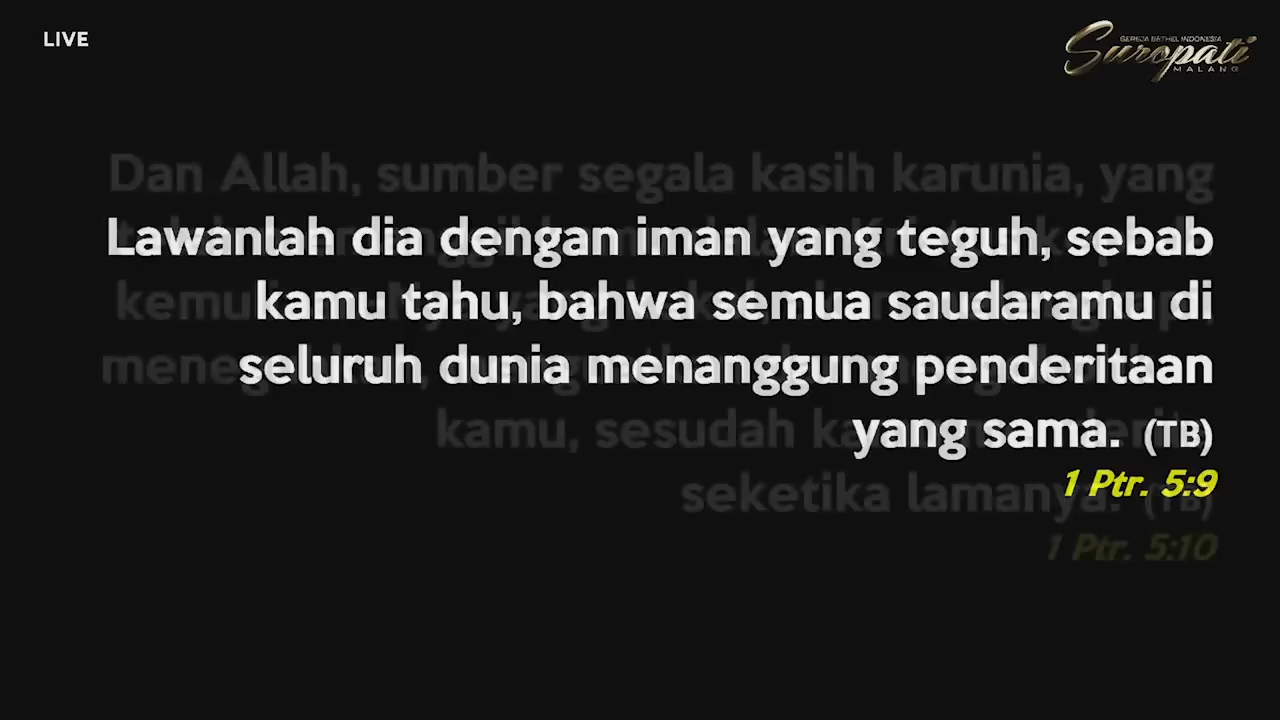 LIVE
GEREJA BETHEL INDONESIA
Suropati
MALANG
Dan Allah, sumber segala kasih karunia, yang
Lawanlah dia dengan iman yang teguh, sebab
kamu tahu, bahwa semua saudaramu di
seluruh dunia menanggung penderitaan
yang sama. (TB)
1 Ptr. 5:9
kamu, sesudah
seketika lamanya. (TB)
1 Ptr. 5:10